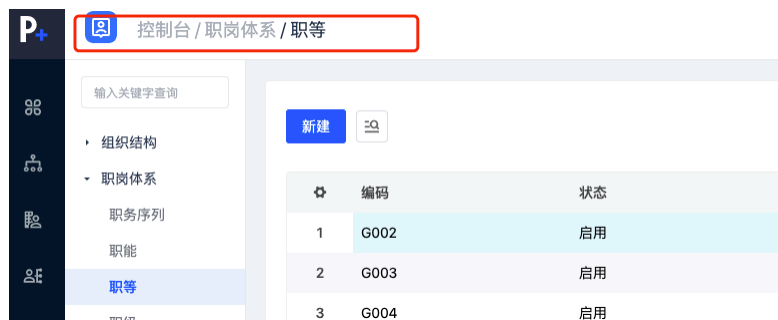 P+
控制台 / 职岗体系 / 职等
输入关键字查询
组织结构
职岗体系
职务序列
职能
职等
新建
编码 状态
1 G002 启用
2 G003 启用
3 G004 启用